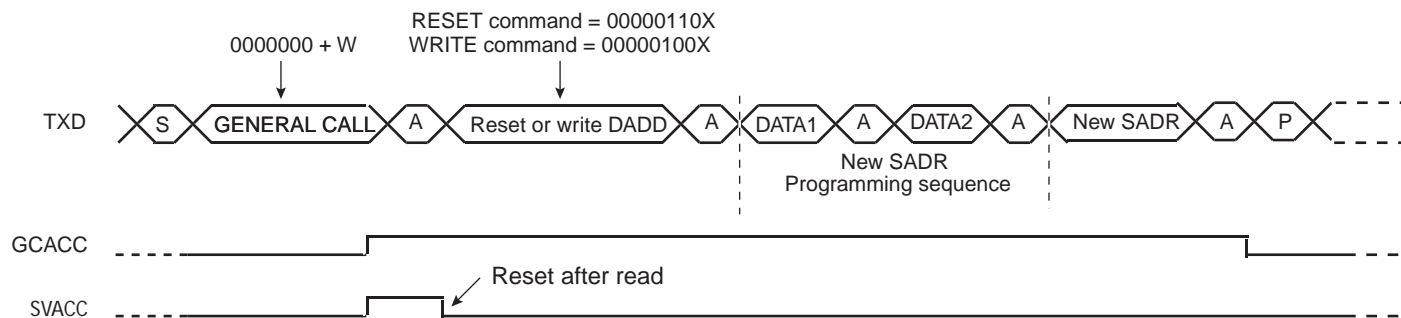 RESET command = 00000110X
0000000 + W
WRITE command = 00000100X
TXD
S
GENERAL CALL
A
Reset or write DADD
A
DATA1
A
DATA2
A
New SADR
A
P
New SADR
Programming sequence
GCACC
Reset after read
SVACC